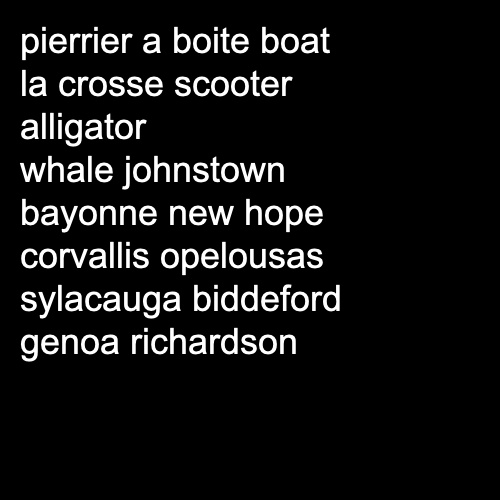 pierrier a boite boat
la crosse scooter
alligator
whale johnstown
bayonne new hope
corvallis opelousas
sylacauga biddeford
genoa richardson